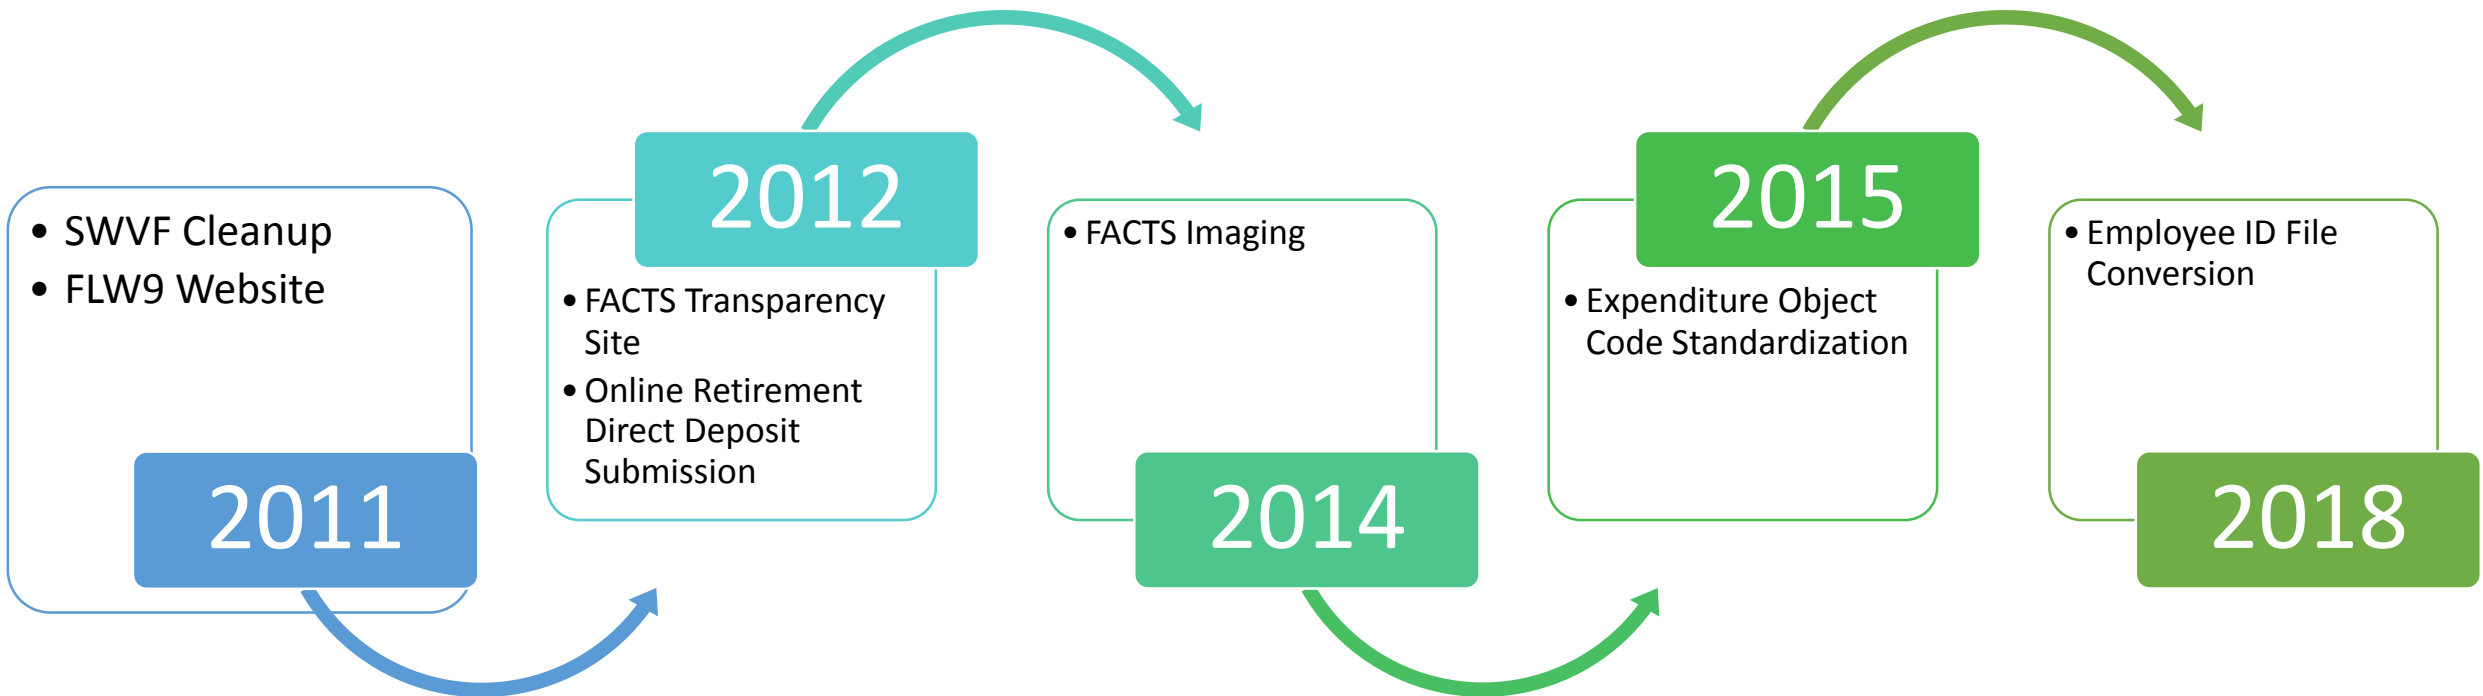 • SWVF Cleanup
• FLW9 Website
2011
2012
• FACTS Transparency
Site
• Online Retirement
Direct Deposit
Submission
• FACTS Imaging
2014
2015
• Expenditure Object
Code Standardization
• Employee ID File
Conversion
2018